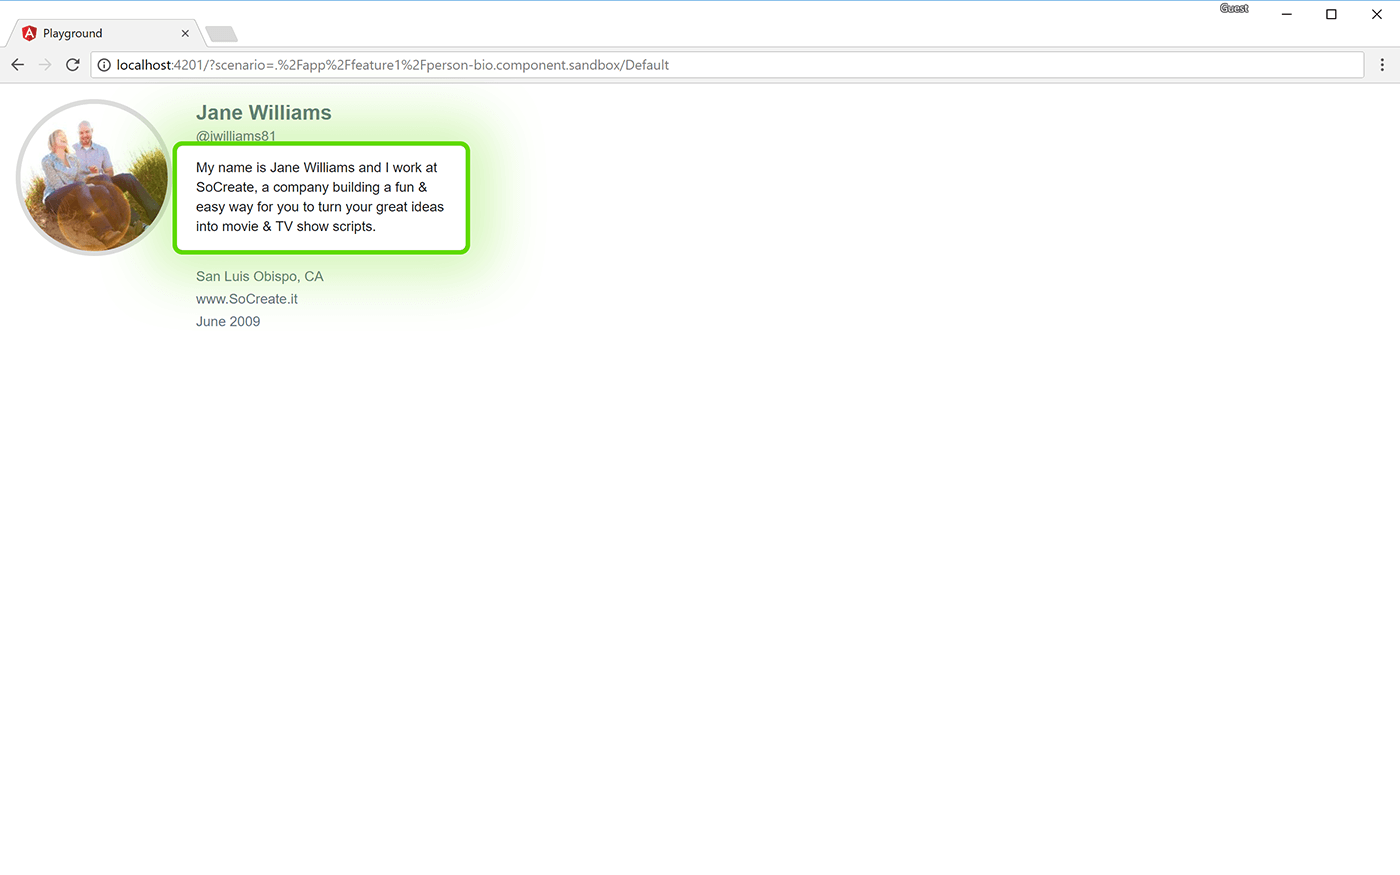 Guest
Playground
localhost:4201/?scenario=.%2Fapp%2Ffeature1%2Fperson-bio.component.sandbox/Default
Jane Williams
@jwilliams81
My name is Jane Williams and I work at
SoCreate, a company building a fun &
easy way for you to turn your great ideas
into movie & TV show scripts.
San Luis Obispo, CA
www.SoCreate.it
June 2009